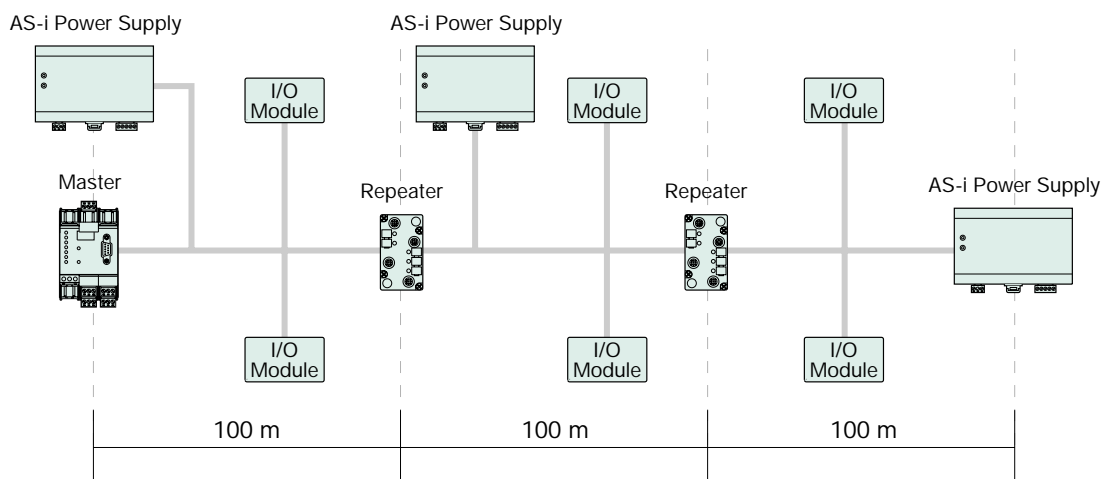 AS-i Power Supply
AS-i Power Supply
I/O
Module
I/O
Module
I/O
Module
Master
Repeater
Repeater
AS-i Power Supply
I/O
Module
I/O
Module
I/O
Module
100 m
100 m
100 m